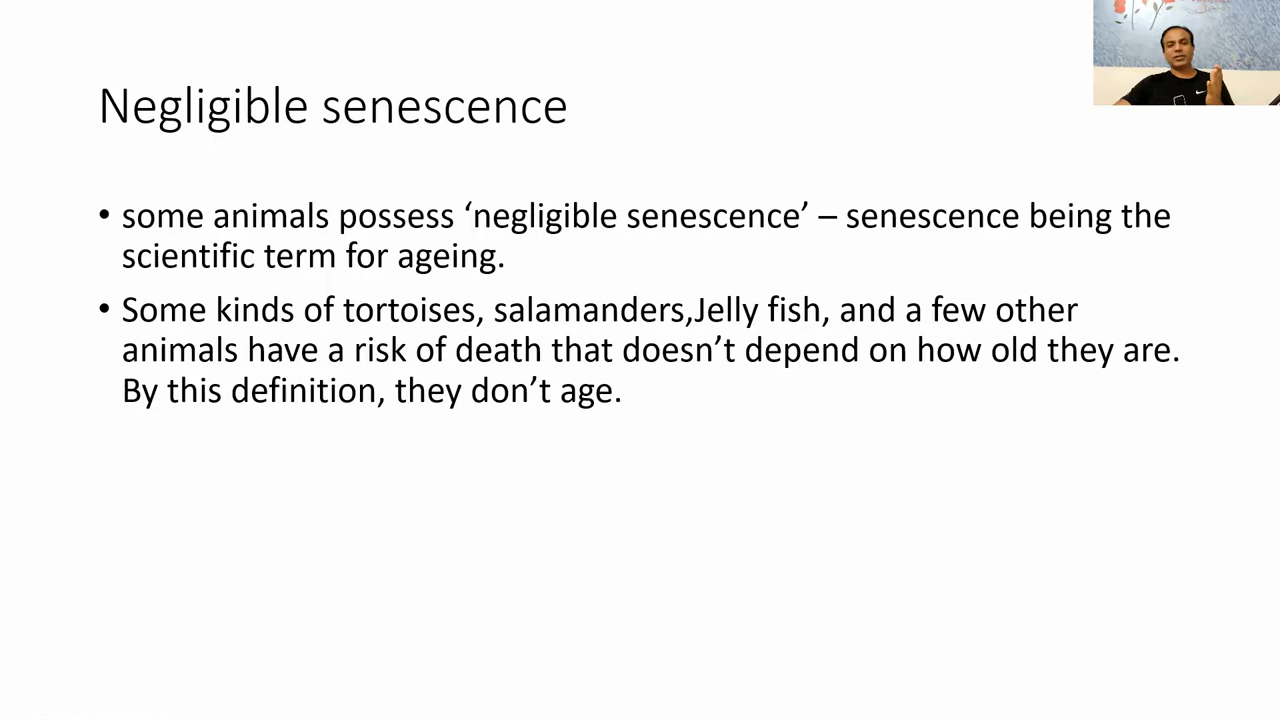 Negligible senescence
• some animals possess ‘negligible senescence’ – senescence being the
scientific term for ageing.
• Some kinds of tortoises, salamanders,Jelly fish, and a few other
animals have a risk of death that doesn’t depend on how old they are.
By this definition, they don’t age.